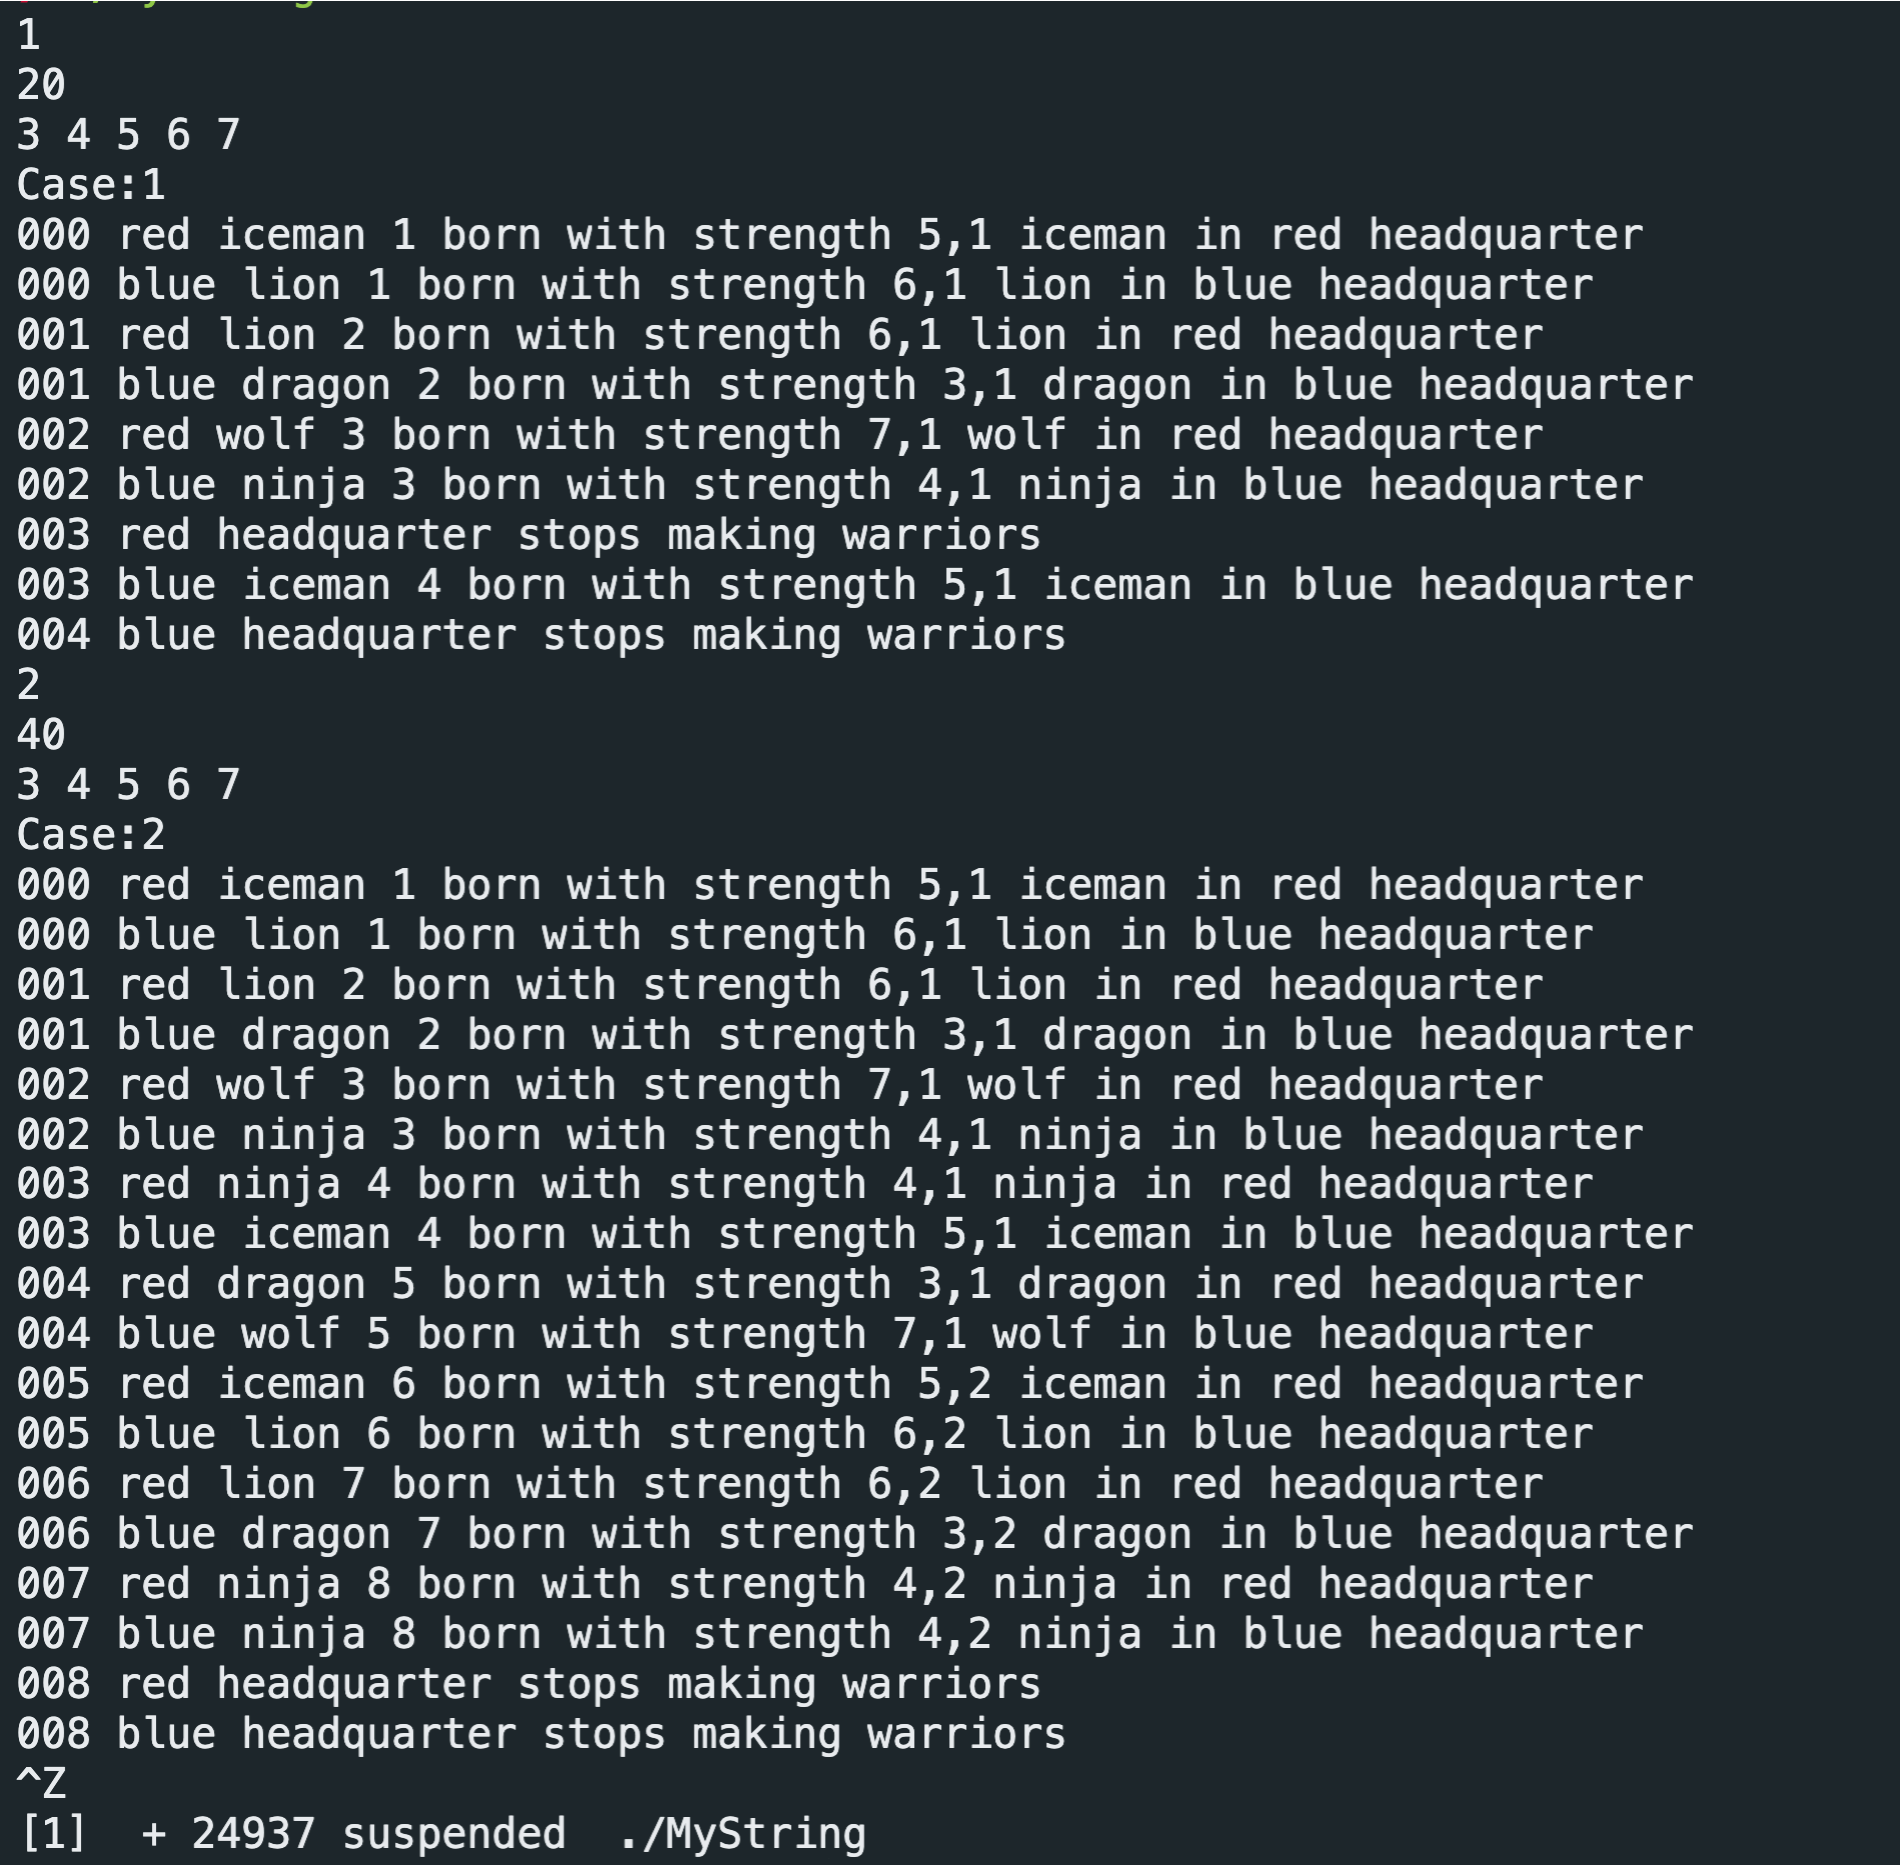 1
20
3 4 5 6 7
Case:1
000 red iceman 1 born with strength 5,1 iceman in red headquarter
000 blue lion 1 born with strength 6,1 lion in blue headquarter
001 red lion 2 born with strength 6,1 lion in red headquarter
001 blue dragon 2 born with strength 3,1 dragon in blue headquarter
002 red wolf 3 born with strength 7,1 wolf in red headquarter
002 blue ninja 3 born with strength 4,1 ninja in blue headquarter
003 red headquarter stops making warriors
003 blue iceman 4 born with strength 5,1 iceman in blue headquarter
004 blue headquarter stops making warriors
2
40
3 4 5 6 7
Case:2
000 red iceman 1 born with strength 5,1 iceman in red headquarter
000 blue lion 1 born with strength 6,1 lion in blue headquarter
001 red lion 2 born with strength 6,1 lion in red headquarter
001 blue dragon 2 born with strength 3,1 dragon in blue headquarter
002 red wolf 3 born with strength 7,1 wolf in red headquarter
002 blue ninja 3 born with strength 4,1 ninja in blue headquarter
003 red ninja 4 born with strength 4,1 ninja in red headquarter
003 blue iceman 4 born with strength 5,1 iceman in blue headquarter
004 red dragon 5 born with strength 3,1 dragon in red headquarter
004 blue wolf 5 born with strength 7,1 wolf in blue headquarter
005 red iceman 6 born with strength 5,2 iceman in red headquarter
005 blue lion 6 born with strength 6,2 lion in blue headquarter
006 red lion 7 born with strength 6,2 lion in red headquarter
006 blue dragon 7 born with strength 3,2 dragon in blue headquarter
007 red ninja 8 born with strength 4,2 ninja in red headquarter
007 blue ninja 8 born with strength 4,2 ninja in blue headquarter
008 red headquarter stops making warriors
008 blue headquarter stops making warriors
^Z
[1]  + 24937 suspended  ./MyString